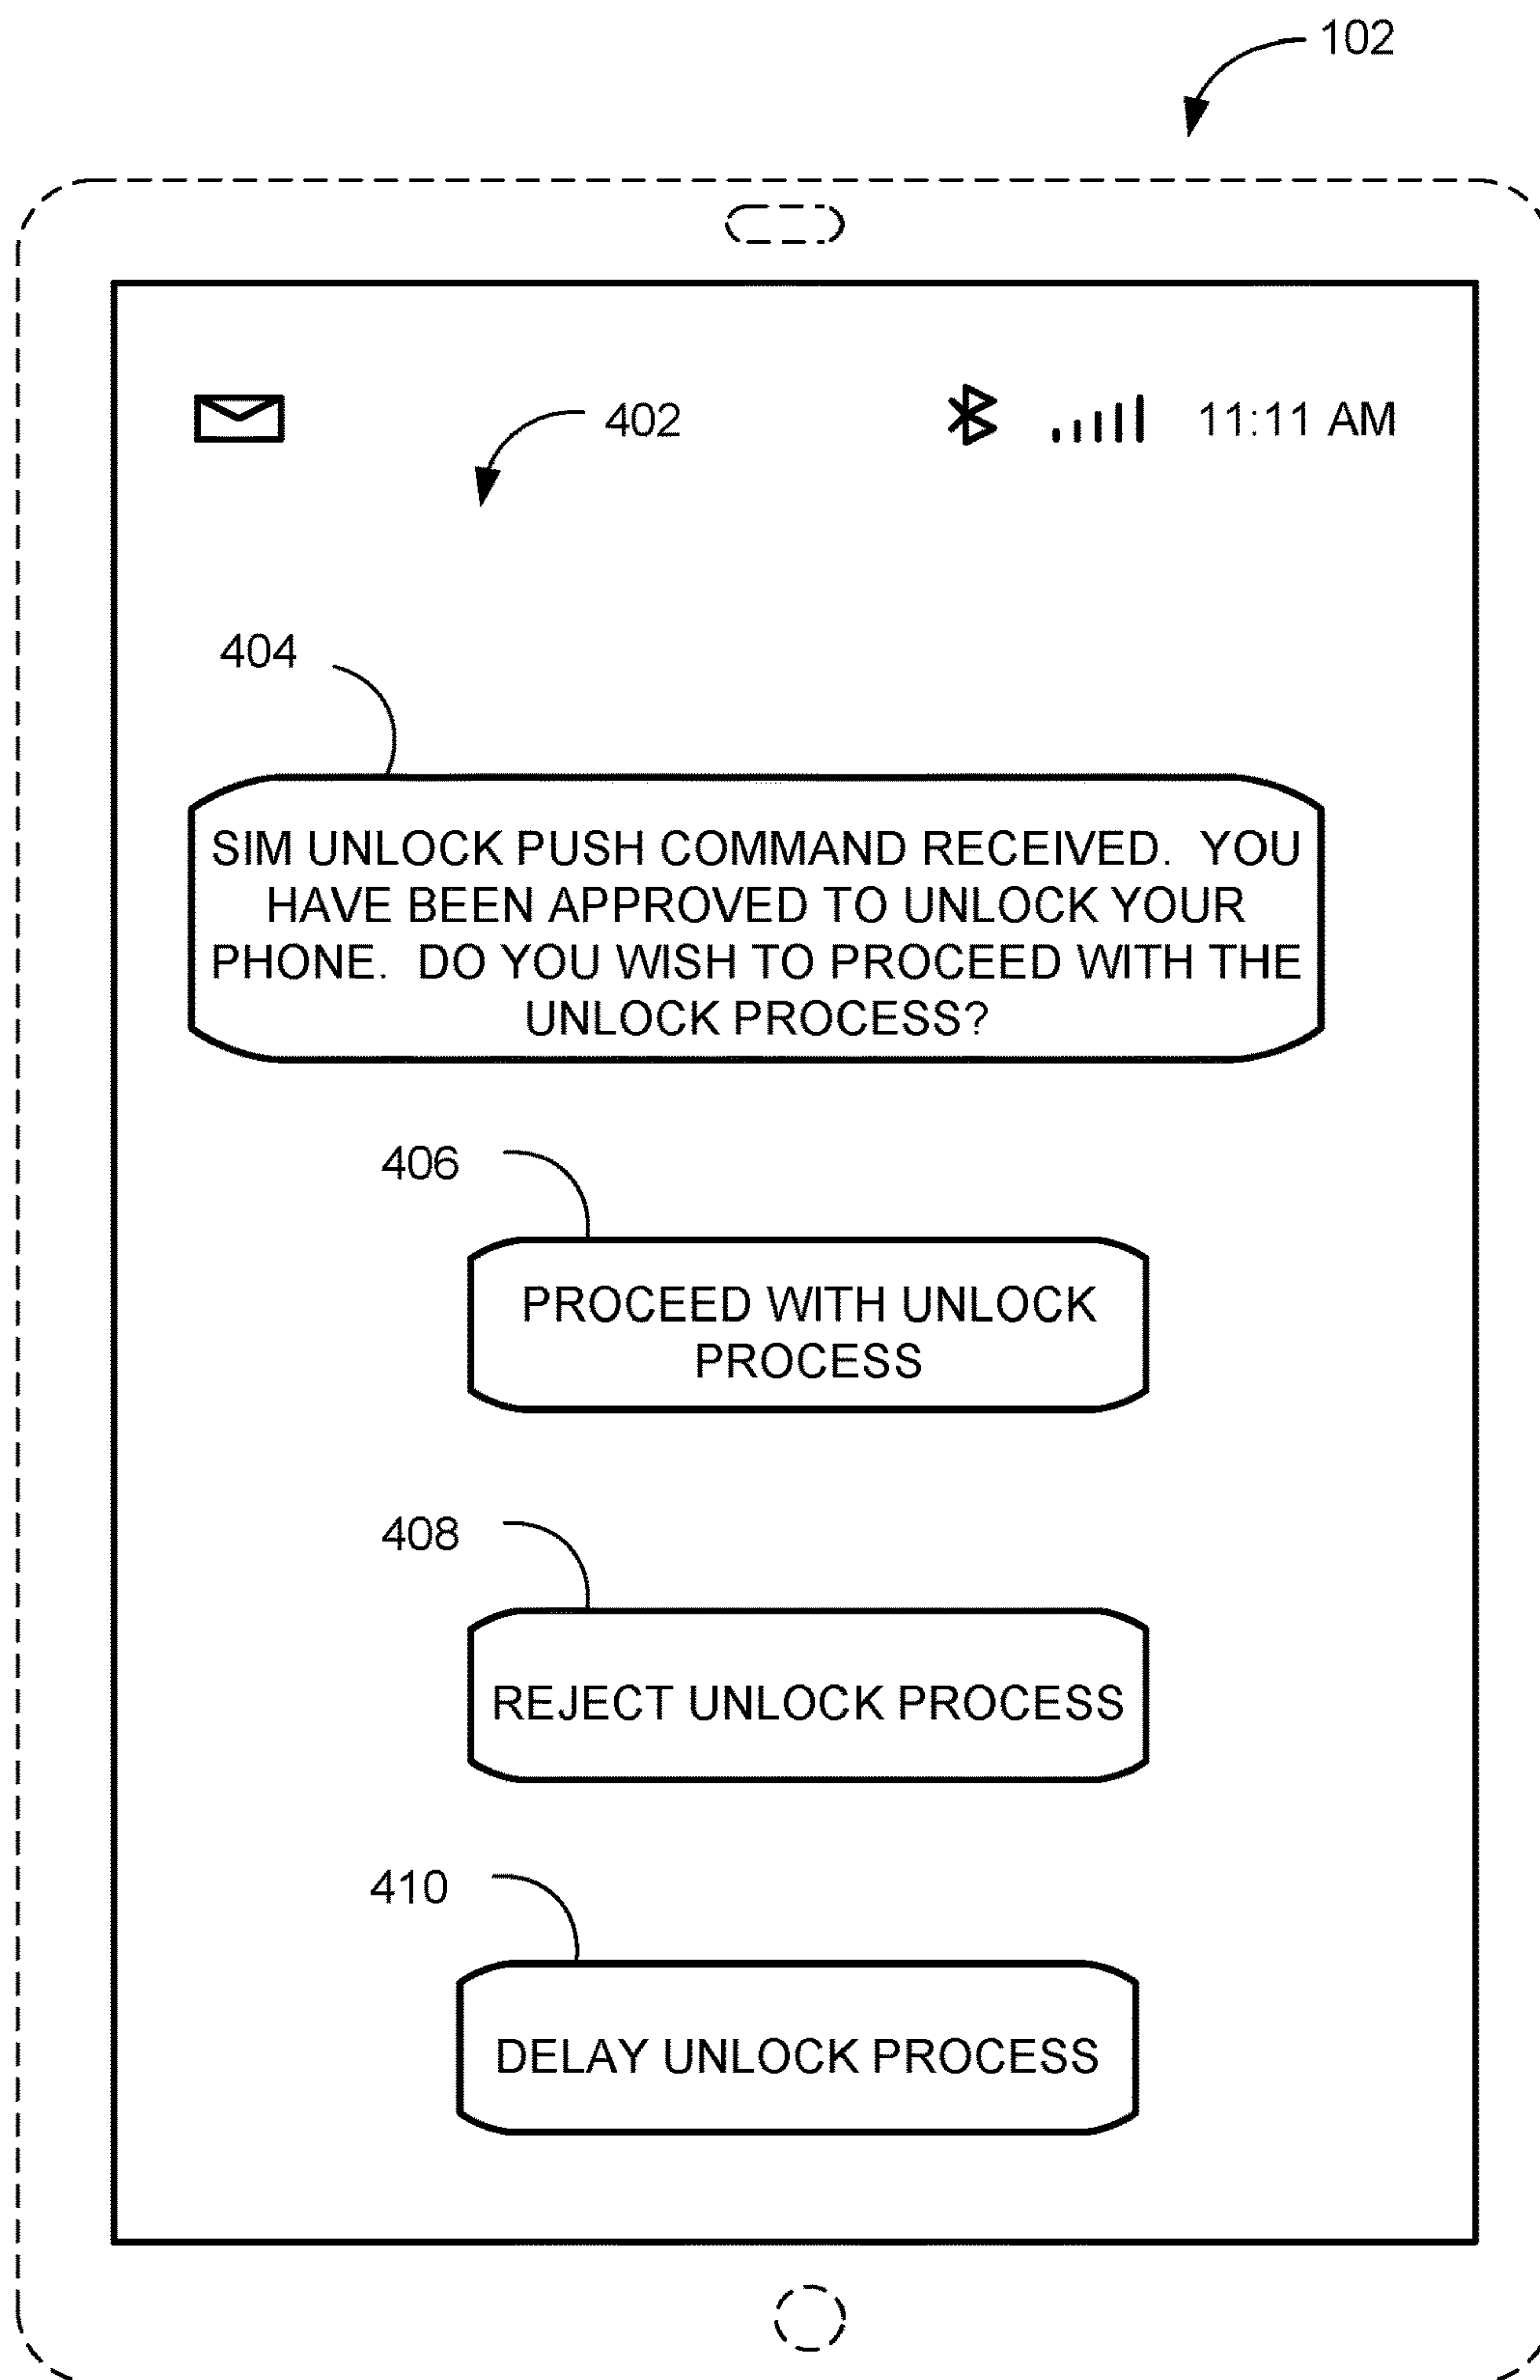 102
402
11:11 AM
404
SIM UNLOCK PUSH COMMAND RECEIVED. YOU
HAVE BEEN APPROVED TO UNLOCK YOUR
PHONE. DO YOU WISH TO PROCEED WITH THE
UNLOCK PROCESS?
406
PROCEED WITH UNLOCK
PROCESS
408
REJECT UNLOCK PROCESS
410
DELAY UNLOCK PROCESS